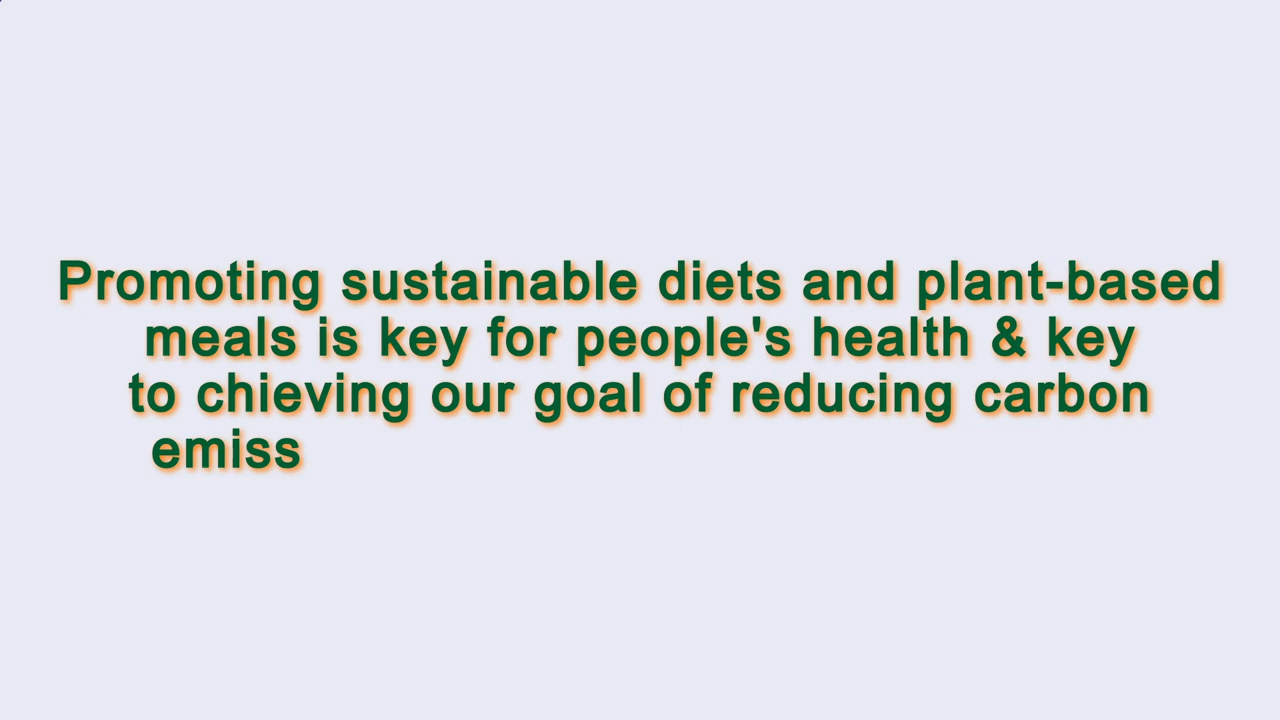 Promoting sustainable diets and plant-based
meals is key for people's health & key
to chieving our goal of reducing carbon
emiss